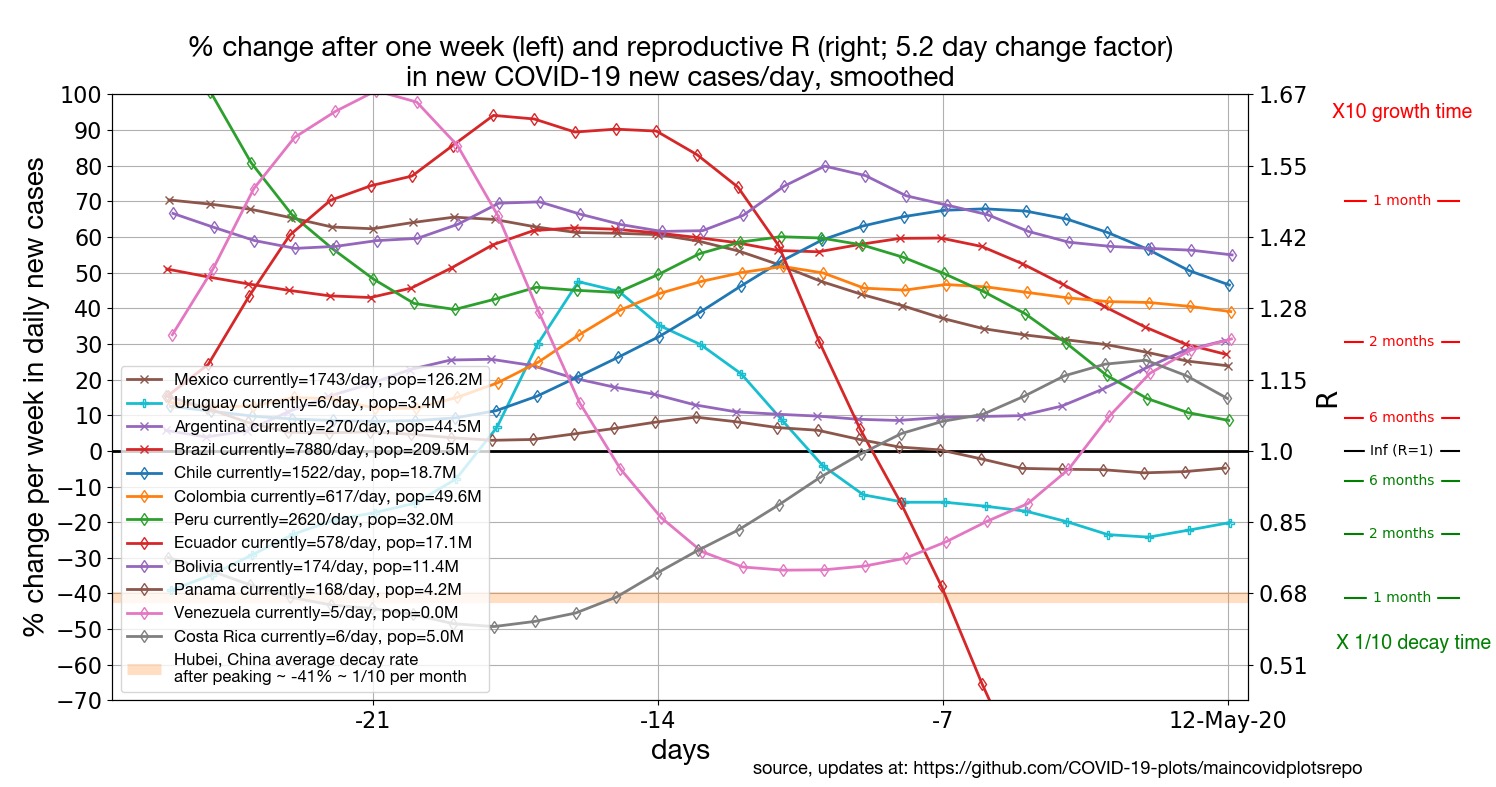 % change after one week (left) and reproductive R (right; 5.2 day change factor)
in new COVID-19 new cases/day, smoothed
% change per week in daily new cases
100
90
80
70
60
50
40
30
20
10
0
−10
−20
−30
−40
−50
−60
−70
Mexico currently=1743/day, pop=126.2M
Uruguay currently=6/day, pop=3.4M
Argentina currently=270/day, pop=44.5M
Brazil currently=7880/day, pop=209.5M
Chile currently=1522/day, pop=18.7M
Colombia currently=617/day, pop=49.6M
Peru currently=2620/day, pop=32.0M
Ecuador currently=578/day, pop=17.1M
Bolivia currently=174/day, pop=11.4M
Panama currently=168/day, pop=4.2M
Venezuela currently=5/day, pop=0.0M
Costa Rica currently=6/day, pop=5.0M
Hubei, China average decay rate
after peaking ~ -41% ~ 1/10 per month
-21
-14
-7
12-May-20
days
1.67
1.55
1.42
1.28
1.15
1.0
0.85
0.68
0.51
R
X10 growth time
1 month
2 months
6 months
Inf (R=1)
6 months
2 months
1 month
X 1/10 decay time
source, updates at: https://github.com/COVID-19-plots/maincovidplotsrepo